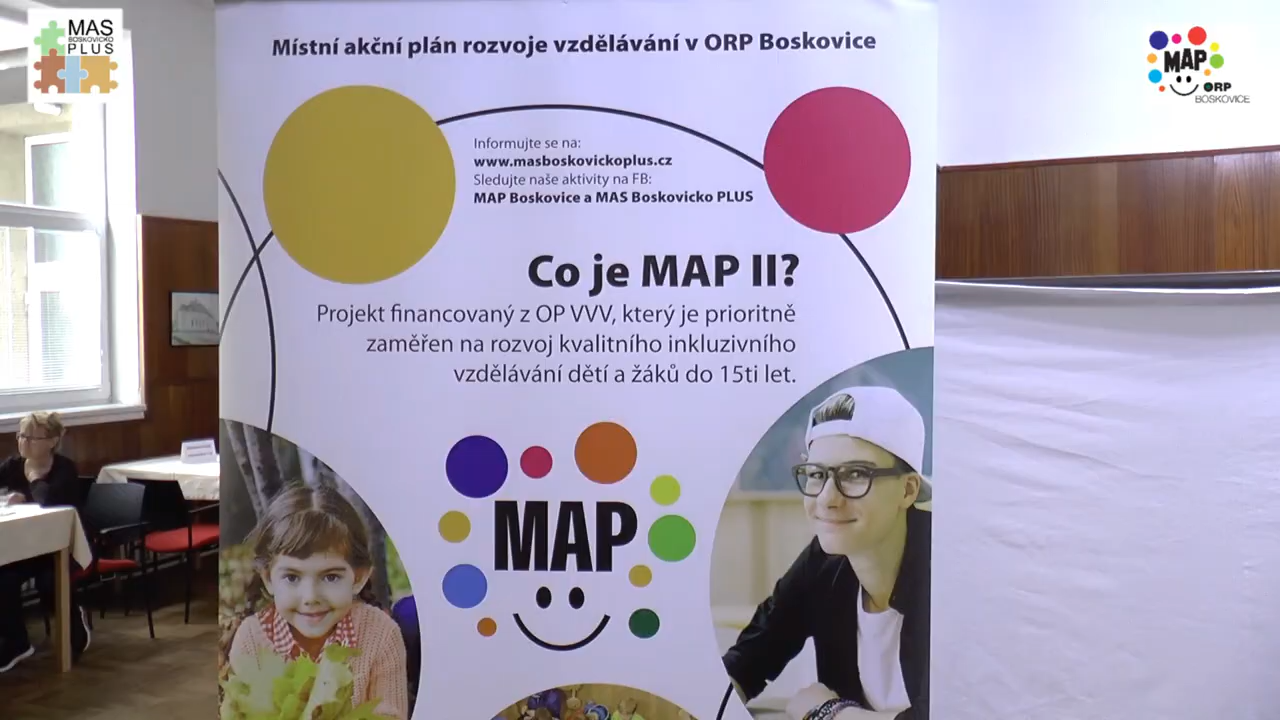 MAS
BOSKOVICKO
PLUS
MAP
ORP
BOSKOVICE
Místní akční plán rozvoje vzdělávání v ORP Boskovice
Informujte se na:
www.masboskovickoplus.cz
Sledujte naše aktivity na FB:
MAP Boskovice a MAS Boskovicko PLUS
Co je MAP II?
Projekt financovaný z OP VVV, který je prioritně
zaměřen na rozvoj kvalitního inkluzivního
vzdělávání dětí a žáků do 15ti let.
MAP